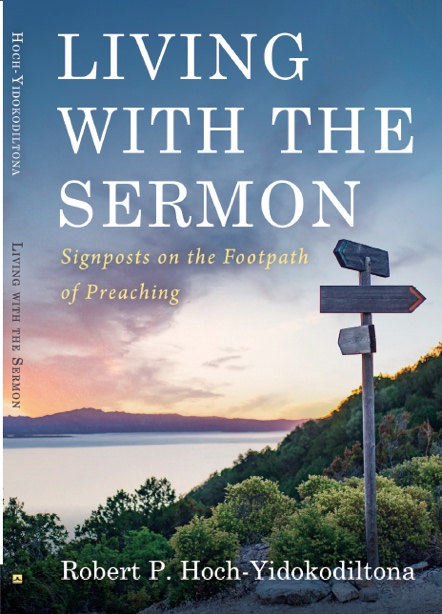 LIVING
WITH THE
SERMON
Signposts on the Footpath
of Preaching
Robert P. Hoch-Yidokodiltona
Hoch-Yidokodiltona
Living with the Sermon